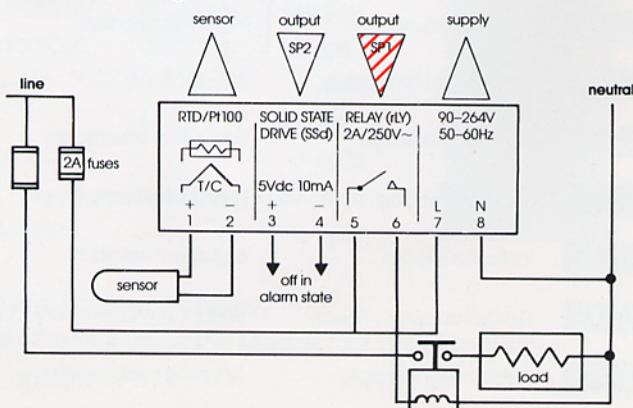 sensor output output supply
SP2 SP1
line neutral
RTD/Pt100 SOLID STATE DRIVE (SSd) RELAY (rLY) 2A/250V~ 90–264V 50–60Hz
2A fuses
T/C 5Vdc 10mA
+ − + − L N
1 2 3 4 5 6 7 8
sensor
off in
alarm state
load